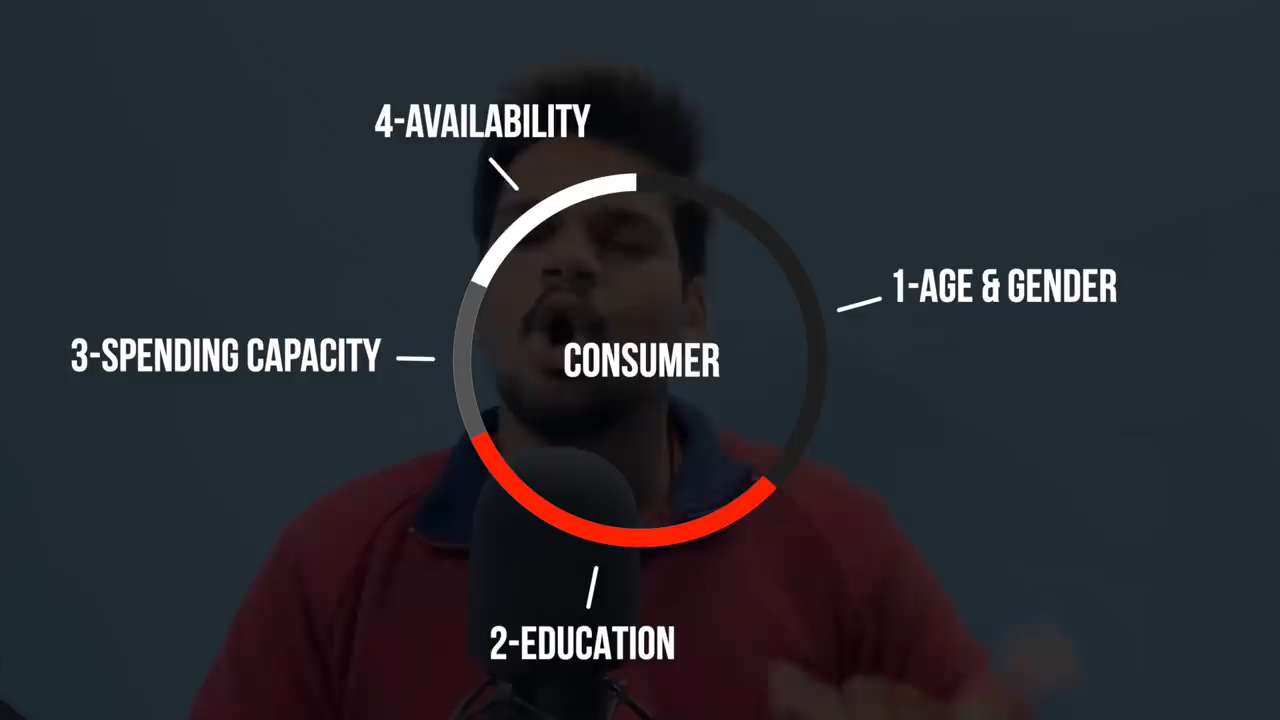 4-AVAILABILITY
1-AGE & GENDER
3-SPENDING CAPACITY
CONSUMER
2-EDUCATION